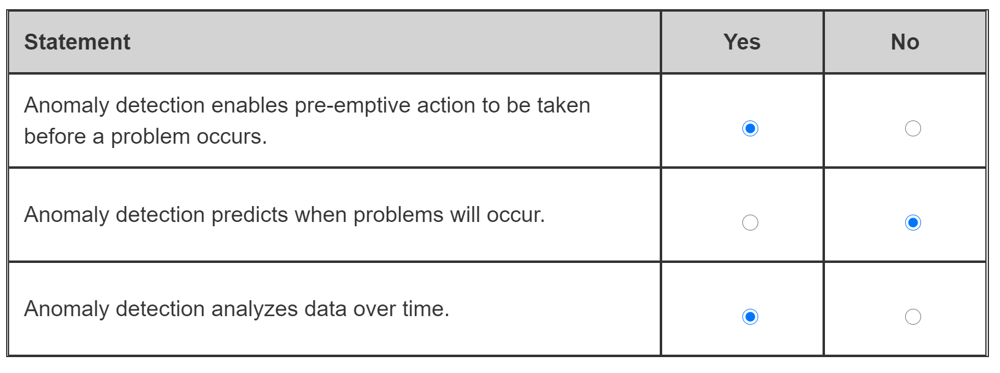 Statement Yes No
Anomaly detection enables pre-emptive action to be taken
before a problem occurs.
Anomaly detection predicts when problems will occur.
Anomaly detection analyzes data over time.